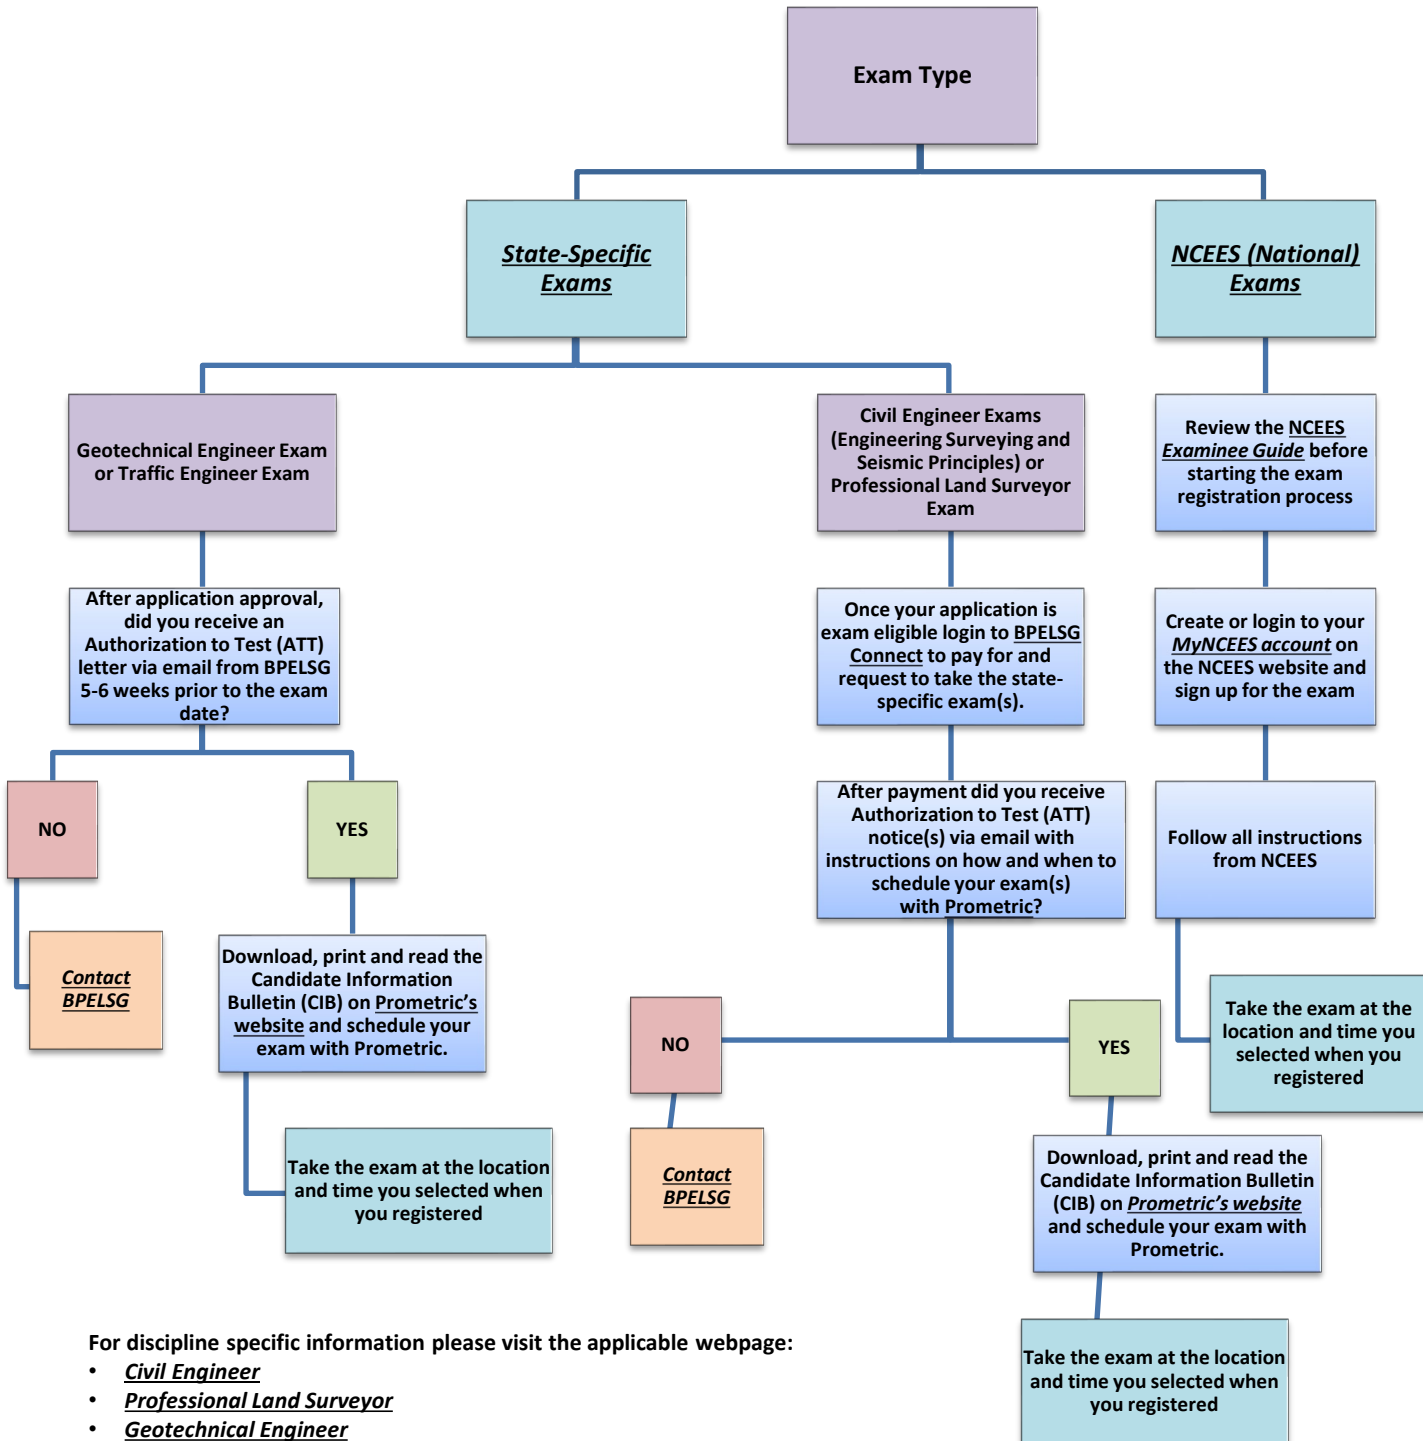 Exam Type
State-Specific
Exams
NCEES (National)
Exams
Geotechnical Engineer Exam
or Traffic Engineer Exam
Civil Engineer Exams
(Engineering Surveying and
Seismic Principles) or
Professional Land Surveyor
Exam
Review the NCEES
Examinee Guide before
starting the exam
registration process
After application approval,
did you receive an
Authorization to Test (ATT)
letter via email from BPELSG
5-6 weeks prior to the exam
date?
Once your application is
exam eligible login to BPELSG
Connect to pay for and
request to take the state-
specific exam(s).
Create or login to your
MyNCEES account on
the NCEES website and
sign up for the exam
NO
YES
After payment did you receive
Authorization to Test (ATT)
notice(s) via email with
instructions on how and when to
schedule your exam(s)
with Prometric?
Follow all instructions
from NCEES
Contact
BPELSG
Download, print and read the
Candidate Information
Bulletin (CIB) on Prometric's
website and schedule your
exam with Prometric.
NO
YES
Take the exam at the
location and time you
selected when you
registered
Take the exam at the location
and time you selected when
you registered
Contact
BPELSG
Download, print and read the
Candidate Information Bulletin
(CIB) on Prometric's website
and schedule your exam with
Prometric.
Take the exam at the location
and time you selected when
you registered
For discipline specific information please visit the applicable webpage:
• Civil Engineer
• Professional Land Surveyor
• Geotechnical Engineer